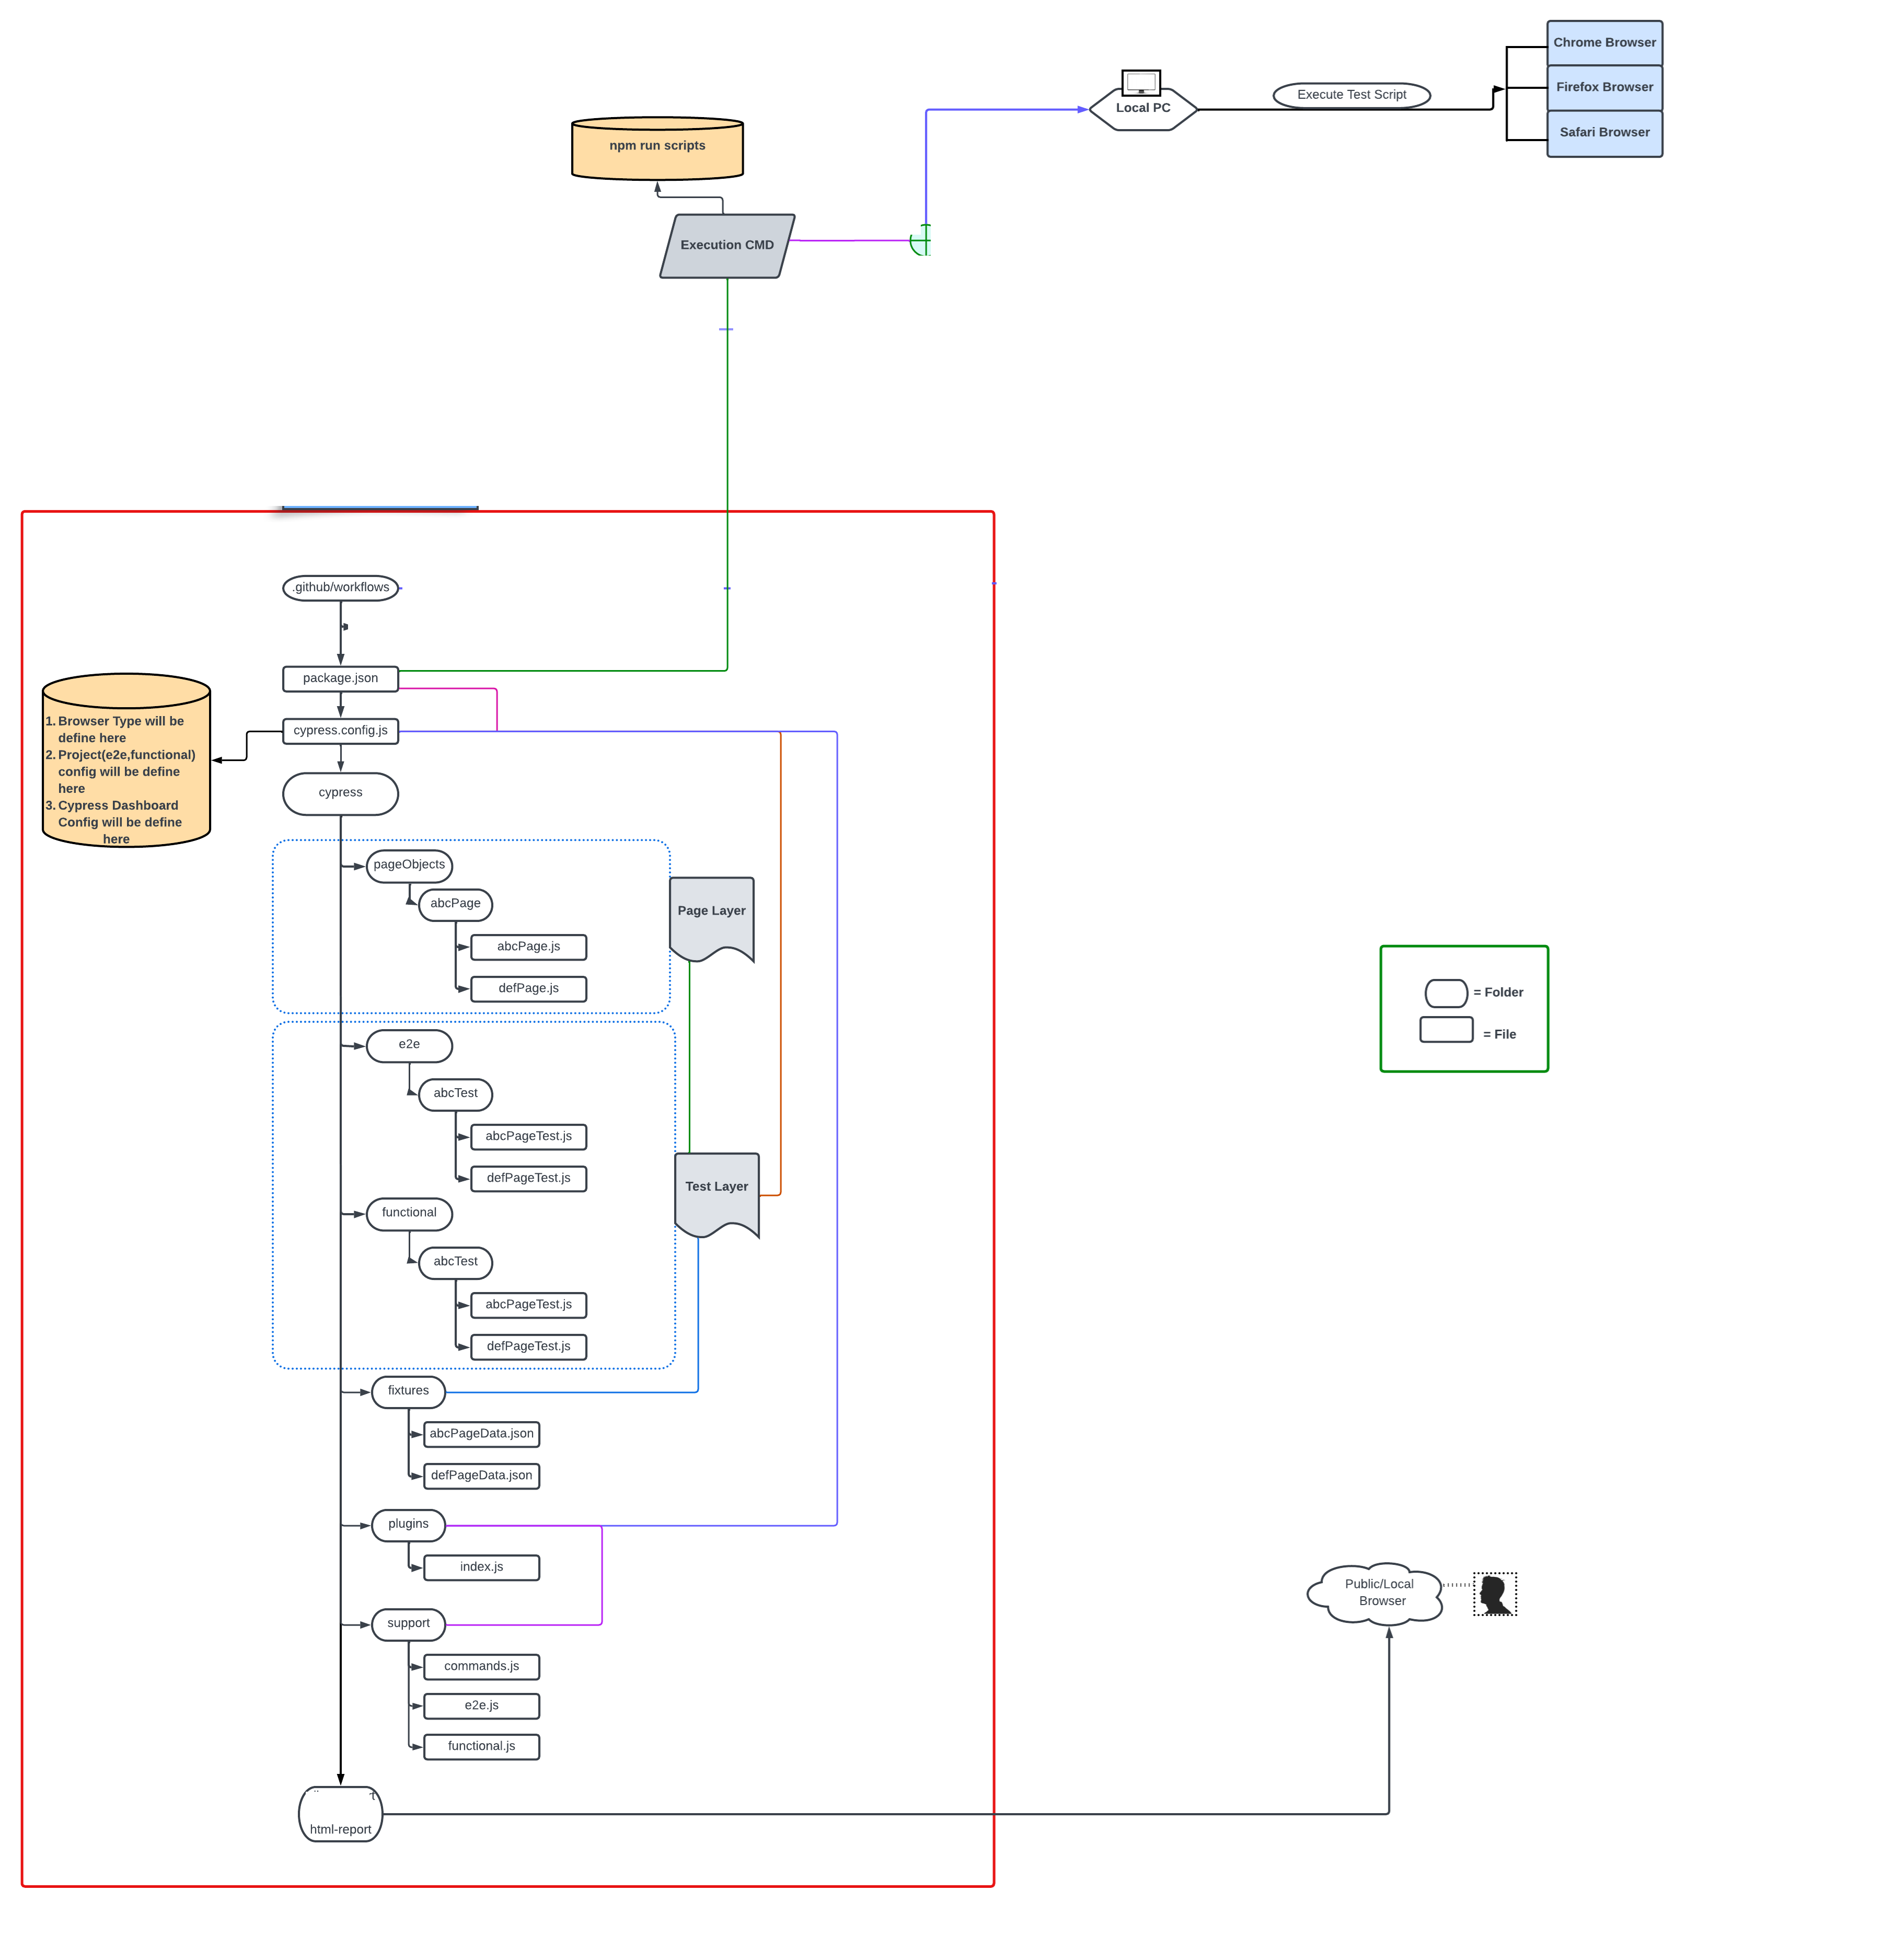 Chrome Browser
Firefox Browser
Safari Browser
Local PC
Execute Test Script
npm run scripts
Execution CMD
.github/workflows
package.json
cypress.config.js
1. Browser Type will be
define here
2. Project(e2e,functional)
config will be define
here
3. Cypress Dashboard
Config will be define
here
cypress
pageObjects
abcPage
abcPage.js
defPage.js
Page Layer
e2e
abcTest
abcPageTest.js
defPageTest.js
Test Layer
functional
abcTest
abcPageTest.js
defPageTest.js
fixtures
abcPageData.json
defPageData.json
plugins
index.js
support
commands.js
e2e.js
functional.js
html-report
= Folder
= File
Public/Local
Browser